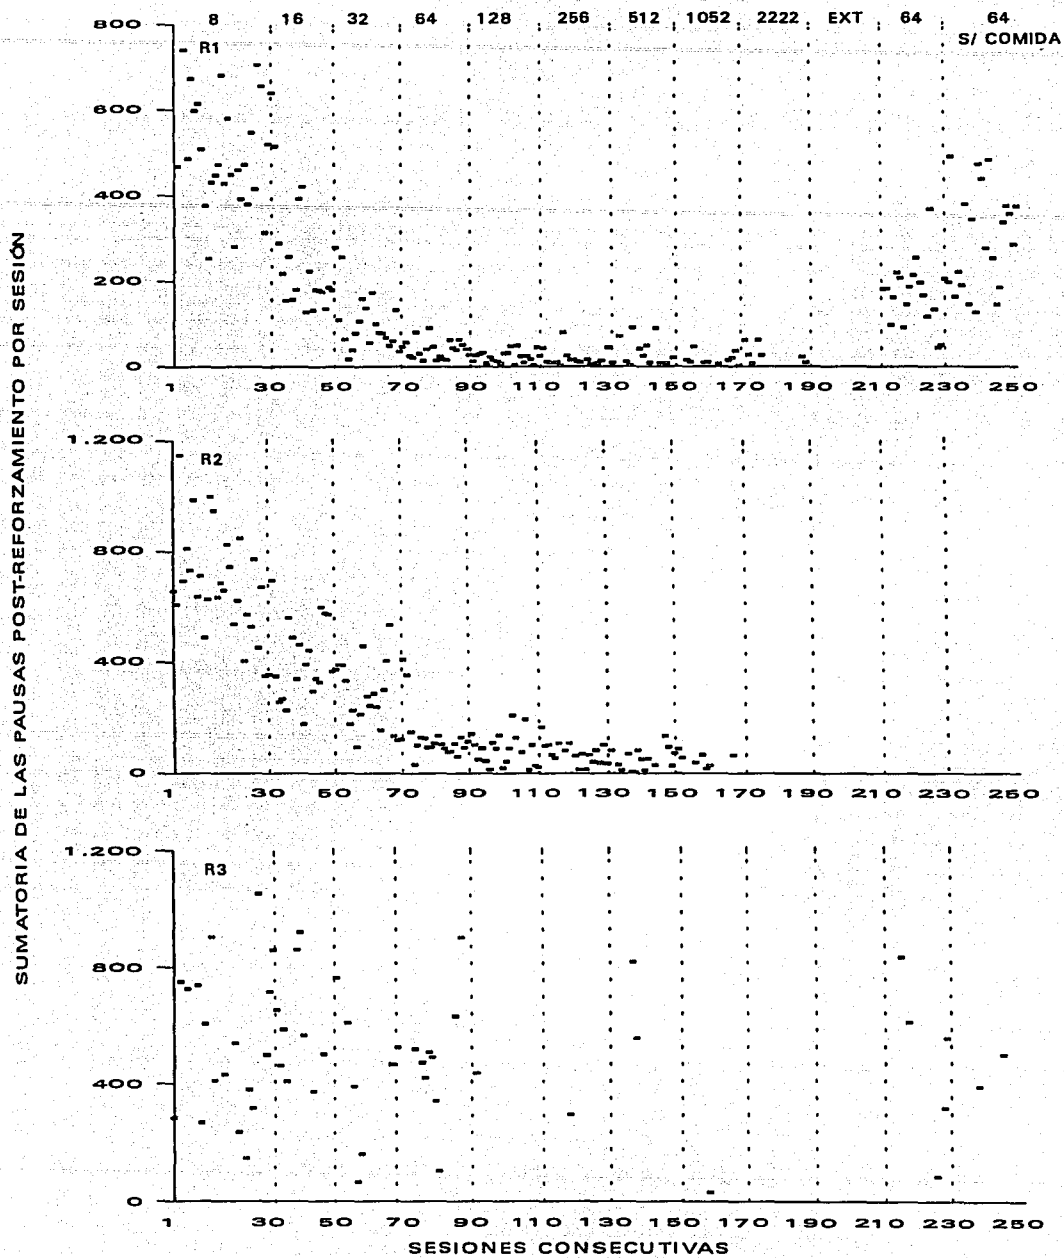 8 16 32 64 128 256 512 1052 2222 EXT 64 64
S/ COMIDA
800
R1
600
400
200
0
1 30 50 70 90 110 130 150 170 190 210 230 250
1.200
R2
800
400
0
1 30 50 70 90 110 130 150 170 190 210 230 250
1.200
R3
800
400
0
1 30 50 70 90 110 130 150 170 190 210 230 250
SESIONES CONSECUTIVAS
SUMATORIA DE LAS PAUSAS POST-REFORZAMIENTO POR SESIÓN